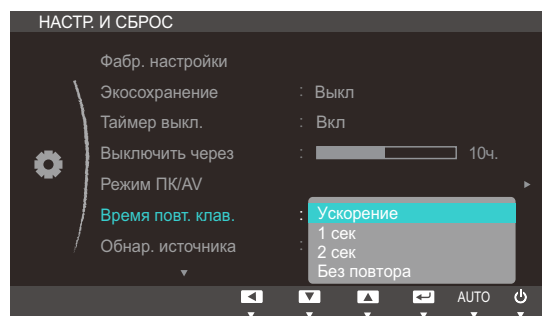 НАСТР. И СБРОС
Фабр. настройки
Экосохранение : Выкл
Таймер выкл. : Вкл
Выключить через : 10ч.
Режим ПК/AV
Время повт. клав. : Ускорение
1 сек
Обнар. источника : 2 сек
Без повтора
AUTO